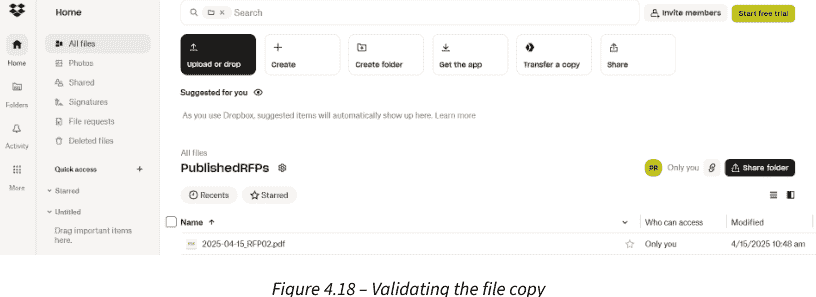 Home
Search
Invite members
Start free trial
Home
Folders
Activity
More
All files
Photos
Shared
Signatures
File requests
Deleted files
Quick access
Starred
Untitled
Drag important items
here.
Upload or drop
Create
Create folder
Get the app
Transfer a copy
Share
Suggested for you
As you use Dropbox, suggested items will automatically show up here. Learn more
All files
PublishedRFPs
PR
Only you
Share folder
Recents
Starred
Name
Who can access
Modified
2025-04-15_RFP02.pdf
Only you
4/15/2025 10:48 am
Figure 4.18 – Validating the file copy